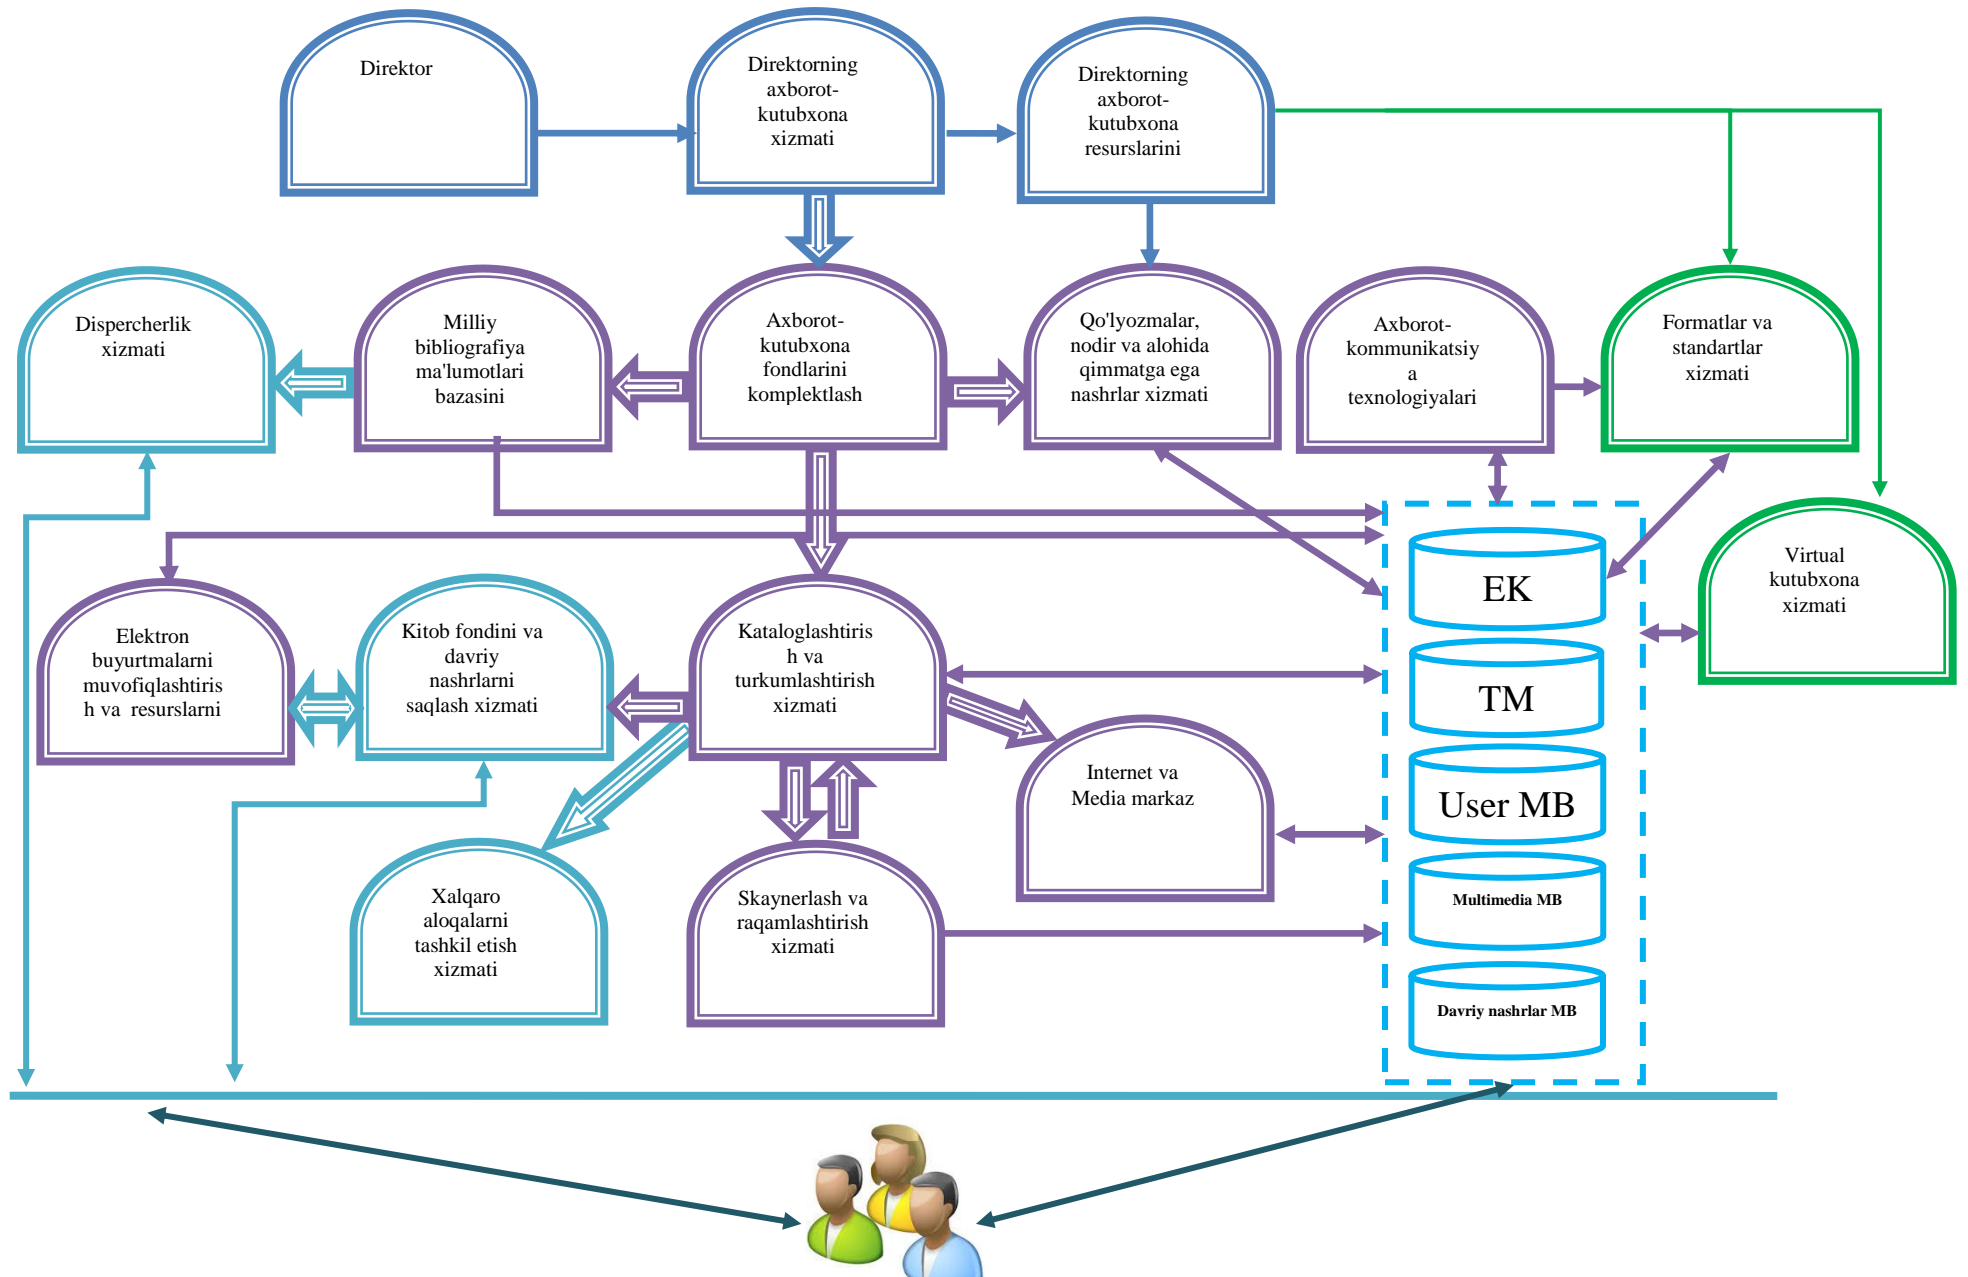 Direktor
Direktorning
axborot-
kutubxona
xizmati
Direktorning
axborot-
kutubxona
resurslarini
Dispercherlik
xizmati
Milliy
bibliografiya
ma'lumotlari
bazasini
Axborot-
kutubxona
fondlarini
komplektlash
Qo'lyozmalar,
nodir va alohida
qimmatga ega
nashrlar xizmati
Axborot-
kommunikatsiy
a
texnologiyalari
Formatlar va
standartlar
xizmati
Virtual
kutubxona
xizmati
Elektron
buyurtmalarni
muvofiqlashtiris
h va resurslarni
Kitob fondini va
davriy
nashrlarni
saqlash xizmati
Kataloglashtiris
h va
turkumlashtirish
xizmati
Internet va
Media markaz
Xalqaro
aloqalarni
tashkil etish
xizmati
Skaynerlash va
raqamlashtirish
xizmati
EK
TM
User MB
Multimedia MB
Davriy nashrlar MB